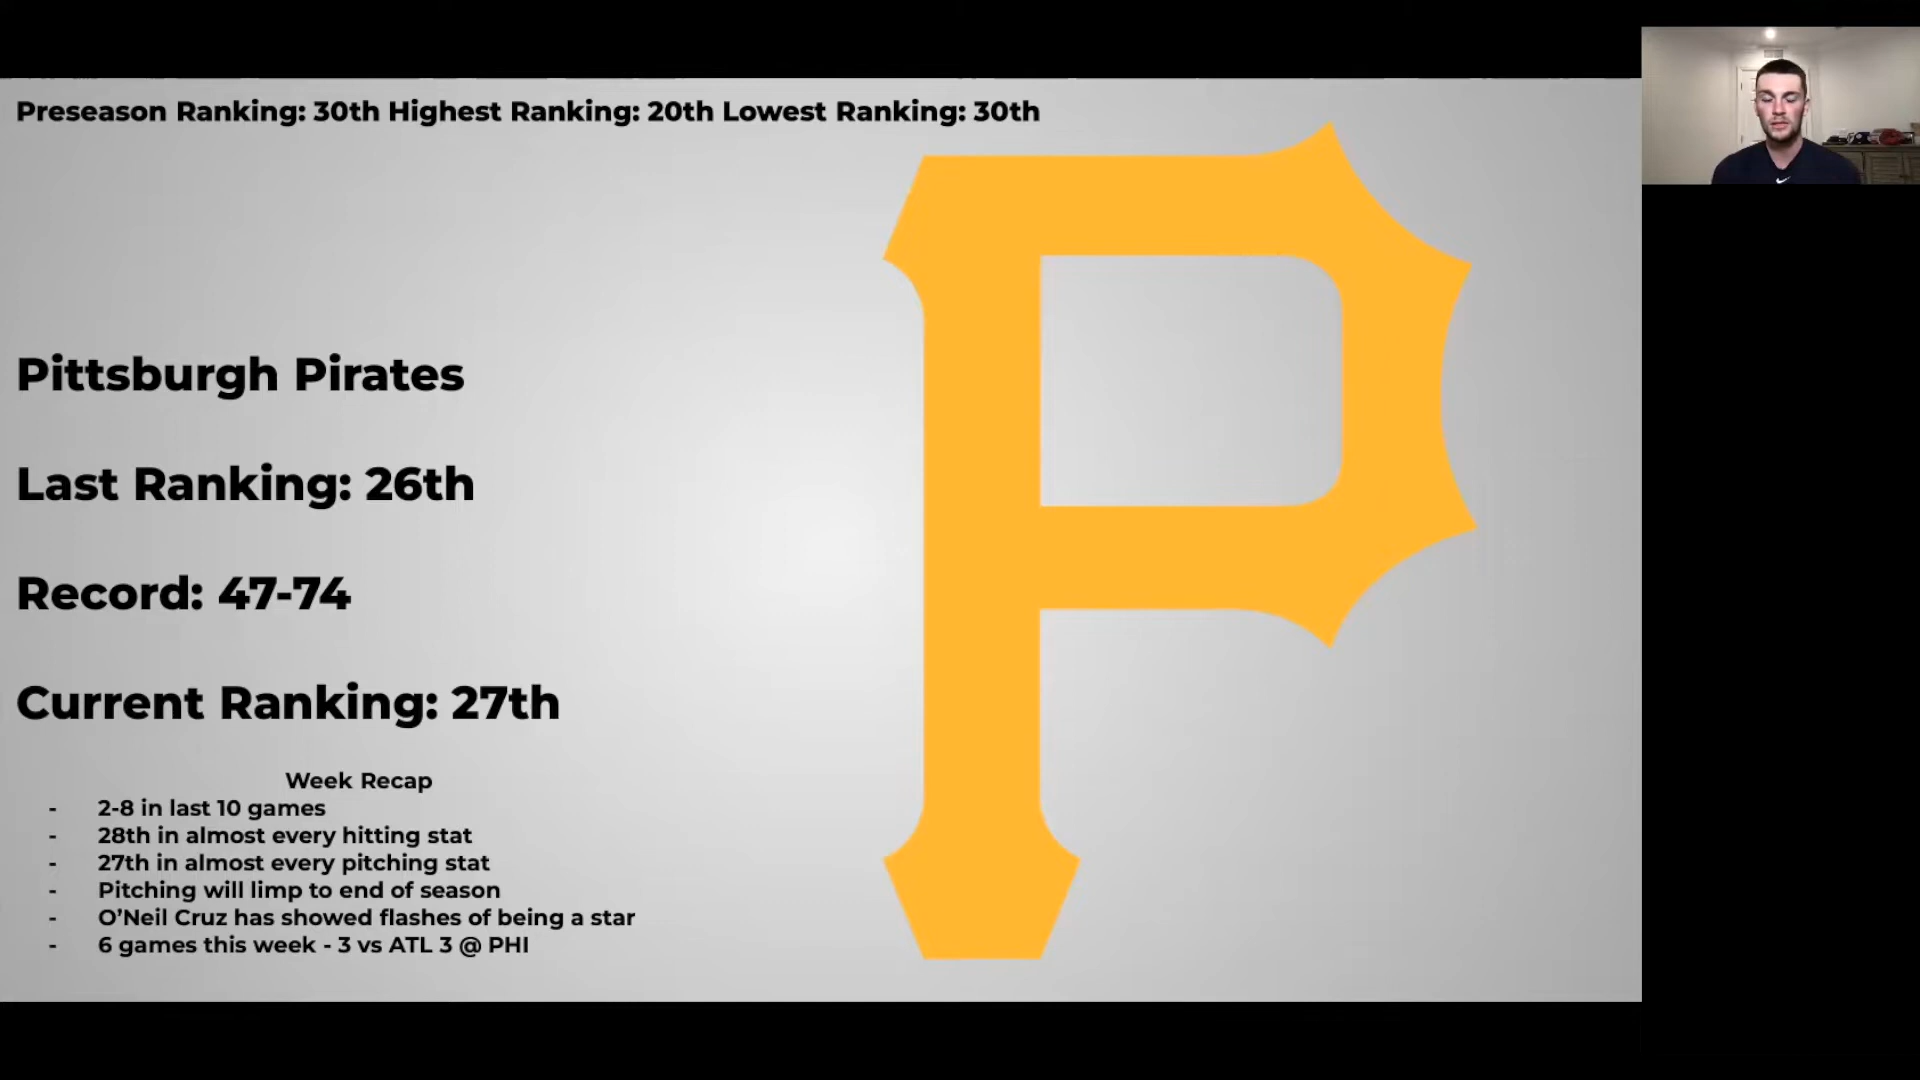 Preseason Ranking: 30th Highest Ranking: 20th Lowest Ranking: 30th
P
Pittsburgh Pirates
Last Ranking: 26th
Record: 47-74
Current Ranking: 27th
Week Recap
- 2-8 in last 10 games
- 28th in almost every hitting stat
- 27th in almost every pitching stat
- Pitching will limp to end of season
- O’Neil Cruz has showed flashes of being a star
- 6 games this week - 3 vs ATL 3 @ PHI